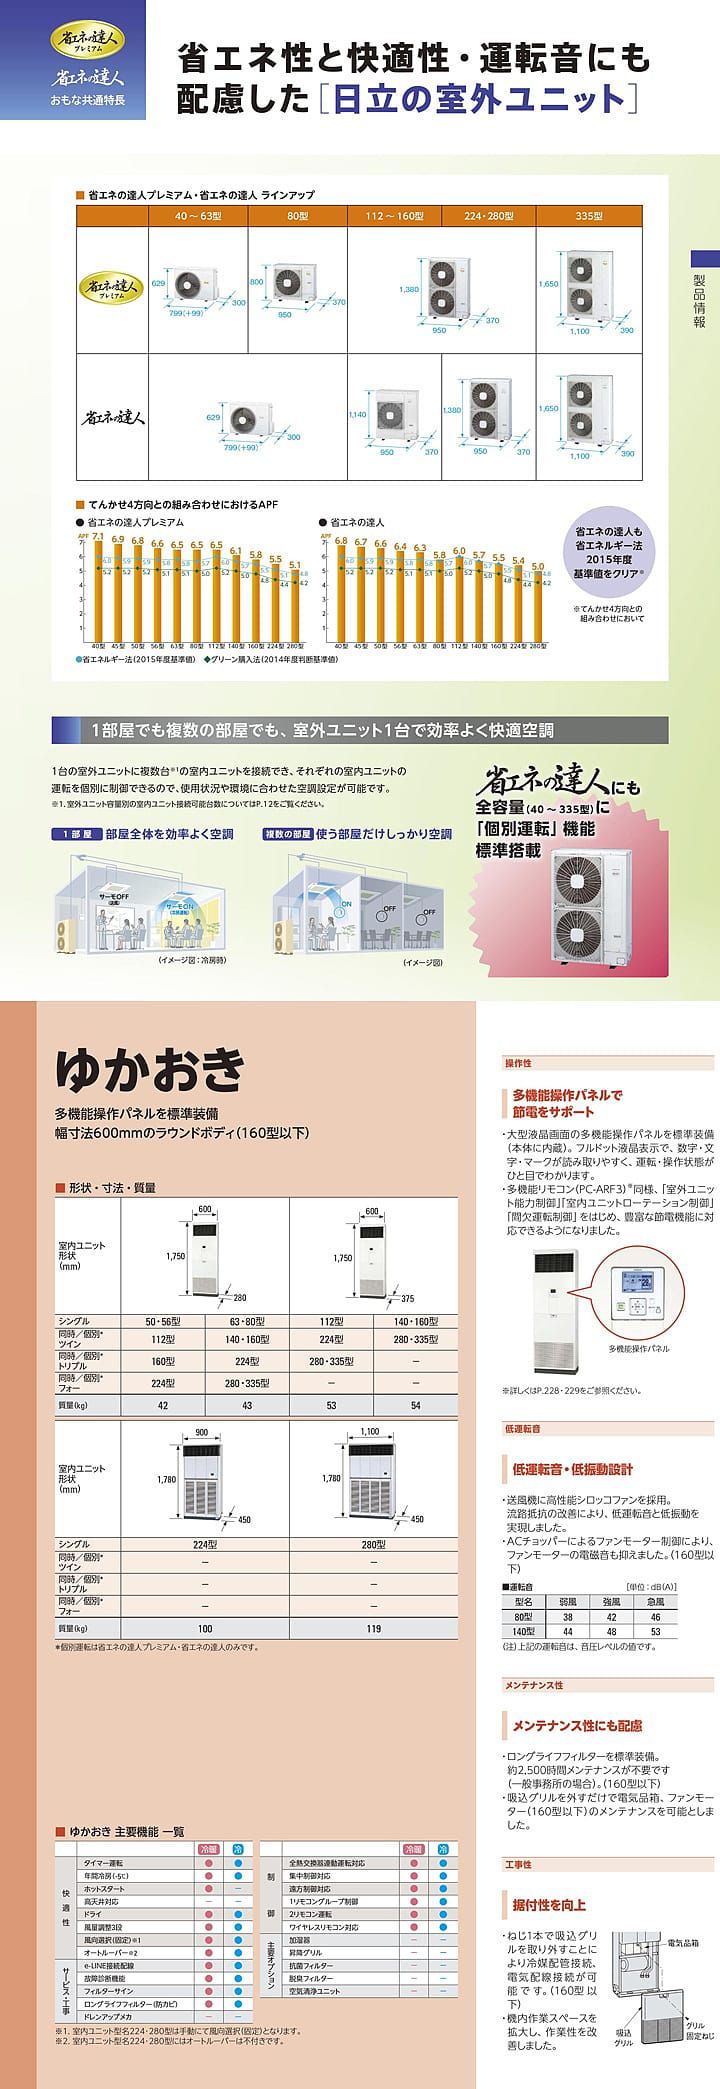 省エネの達人
プレミアム
省エネの達人
おもな共通特長
省エネ性と快適性・運転音にも
配慮した［日立の室外ユニット］
製品情報
■ 省エネの達人プレミアム・省エネの達人 ラインアップ
40～63型 80型 112～160型 224・280型 335型
省エネの達人
プレミアム
629 799(+99) 300
800 950 370
1,380 950 370
1,650 1,100 390
省エネの達人
629 799(+99) 300
1,140 950 370
1,380 950 370
1,650 1,100 390
■ てんかせ4方向との組み合わせにおけるAPF
● 省エネの達人プレミアム
APF
7.1 6.9 6.8 6.6 6.5 6.5 6.5 6.1 5.8 5.5 5.1
40型 45型 50型 56型 63型 80型 112型 140型 160型 224型 280型
● 省エネの達人
APF
6.8 6.7 6.6 6.4 6.3 5.8 6.0 5.7 5.5 5.4 5.0
40型 45型 50型 56型 63型 80型 112型 140型 160型 224型 280型
●省エネルギー法(2015年度基準値) ◆グリーン購入法(2014年度判断基準値)
省エネの達人も
省エネルギー法
2015年度
基準値をクリア※
※てんかせ4方向との
組み合わせにおいて
1部屋でも複数の部屋でも、室外ユニット1台で効率よく快適空調
1台の室外ユニットに複数台※1の室内ユニットを接続でき、それぞれの室内ユニットの
運転を個別に制御できるので、使用状況や環境に合わせた空調設定が可能です。
※1. 室外ユニット容量別の室内ユニット接続可能台数についてはP.12をご覧ください。
1部屋 部屋全体を効率よく空調
サーモOFF
(送風)
サーモON
(冷房運転)
(イメージ図：冷房時)
複数の部屋 使う部屋だけしっかり空調
ON
OFF
OFF
(イメージ図)
省エネの達人にも
全容量(40～335型)に
「個別運転」機能
標準搭載
ゆかおき
多機能操作パネルを標準装備
幅寸法600mmのラウンドボディ(160型以下)
■ 形状・寸法・質量
室内ユニット
形状
(mm)
600 1,750 280
600 1,750 375
シングル 50・56型 63・80型 112型 140・160型
同時／個別*
ツイン 112型 140・160型 224型 280・335型
同時／個別*
トリプル 160型 224型 280・335型 －
同時／個別*
フォー 224型 280・335型 － －
質量(kg) 42 43 53 54
室内ユニット
形状
(mm)
900 1,780 450
1,100 1,780 450
シングル 224型 280型
同時／個別*
ツイン － －
同時／個別*
トリプル － －
同時／個別*
フォー － －
質量(kg) 100 119
*個別運転は省エネの達人プレミアム・省エネの達人のみです。
■ ゆかおき 主要機能 一覧
冷暖 冷
快適性
タイマー運転 ● ●
年間冷房(-5℃) ● ●
ホットスタート ● －
高天井対応 － －
ドライ ● ●
風量調整3段 ● ●
風向選択(固定)※1 ● ●
オートルーバー※2 ● ●
サービス・工事
e-LINE接続配線 ● ●
故障診断機能 ● ●
フィルターサイン ● ●
ロングライフフィルター(防カビ) ● ●
ドレンアップメカ － －
冷暖 冷
制御
全熱交換器連動運転対応 ● ●
集中制御対応 ● ●
遠方制御対応 ● ●
1リモコングループ制御 ● ●
2リモコン運転 ● ●
ワイヤレスリモコン対応 ● ●
主要オプション
加湿器 － －
昇降グリル － －
抗菌フィルター － －
脱臭フィルター － －
空気清浄ユニット － －
※1. 室内ユニット型名224・280型は手動にて風向選択(固定)となります。
※2. 室内ユニット型名224・280型にはオートルーバーは不付きです。
操作性
多機能操作パネルで
節電をサポート
・大型液晶画面の多機能操作パネルを標準装備
(本体に内蔵)。フルドット液晶表示で、数字・文
字・マークが読み取りやすく、運転・操作状態が
ひと目でわかります。
・多機能リモコン(PC-ARF3)※同様、「室外ユニッ
ト能力制御」「室内ユニットローテーション制御」
「間欠運転制御」をはじめ、豊富な節電機能に対
応できるようになりました。
多機能操作パネル
※詳しくはP.228・229をご参照ください。
低運転音
低運転音・低振動設計
・送風機に高性能シロッコファンを採用。
流路抵抗の改善により、低運転音と低振動を
実現しました。
・ACチョッパーによるファンモーター制御により、
ファンモーターの電磁音も抑えました。(160型以
下)
■運転音 [単位：dB(A)]
型名 弱風 強風 急風
80型 38 42 46
140型 44 48 53
(注)上記の運転音は、音圧レベルの値です。
メンテナンス性
メンテナンス性にも配慮
・ロングライフフィルターを標準装備。
約2,500時間メンテナンスが不要です
(一般事務所の場合)。(160型以下)
・吸込グリルを外すだけで電気品箱、ファンモー
ター(160型以下)のメンテナンスを可能としま
した。
工事性
据付性を向上
・ねじ1本で吸込グリ
ルを取り外すことに
より冷媒配管接続、
電気配線接続が可
能です。(160型以
下)
・機内作業スペースを
拡大し、作業性を改
善しました。
電気品箱
吸込
グリル
グリル
固定ねじ